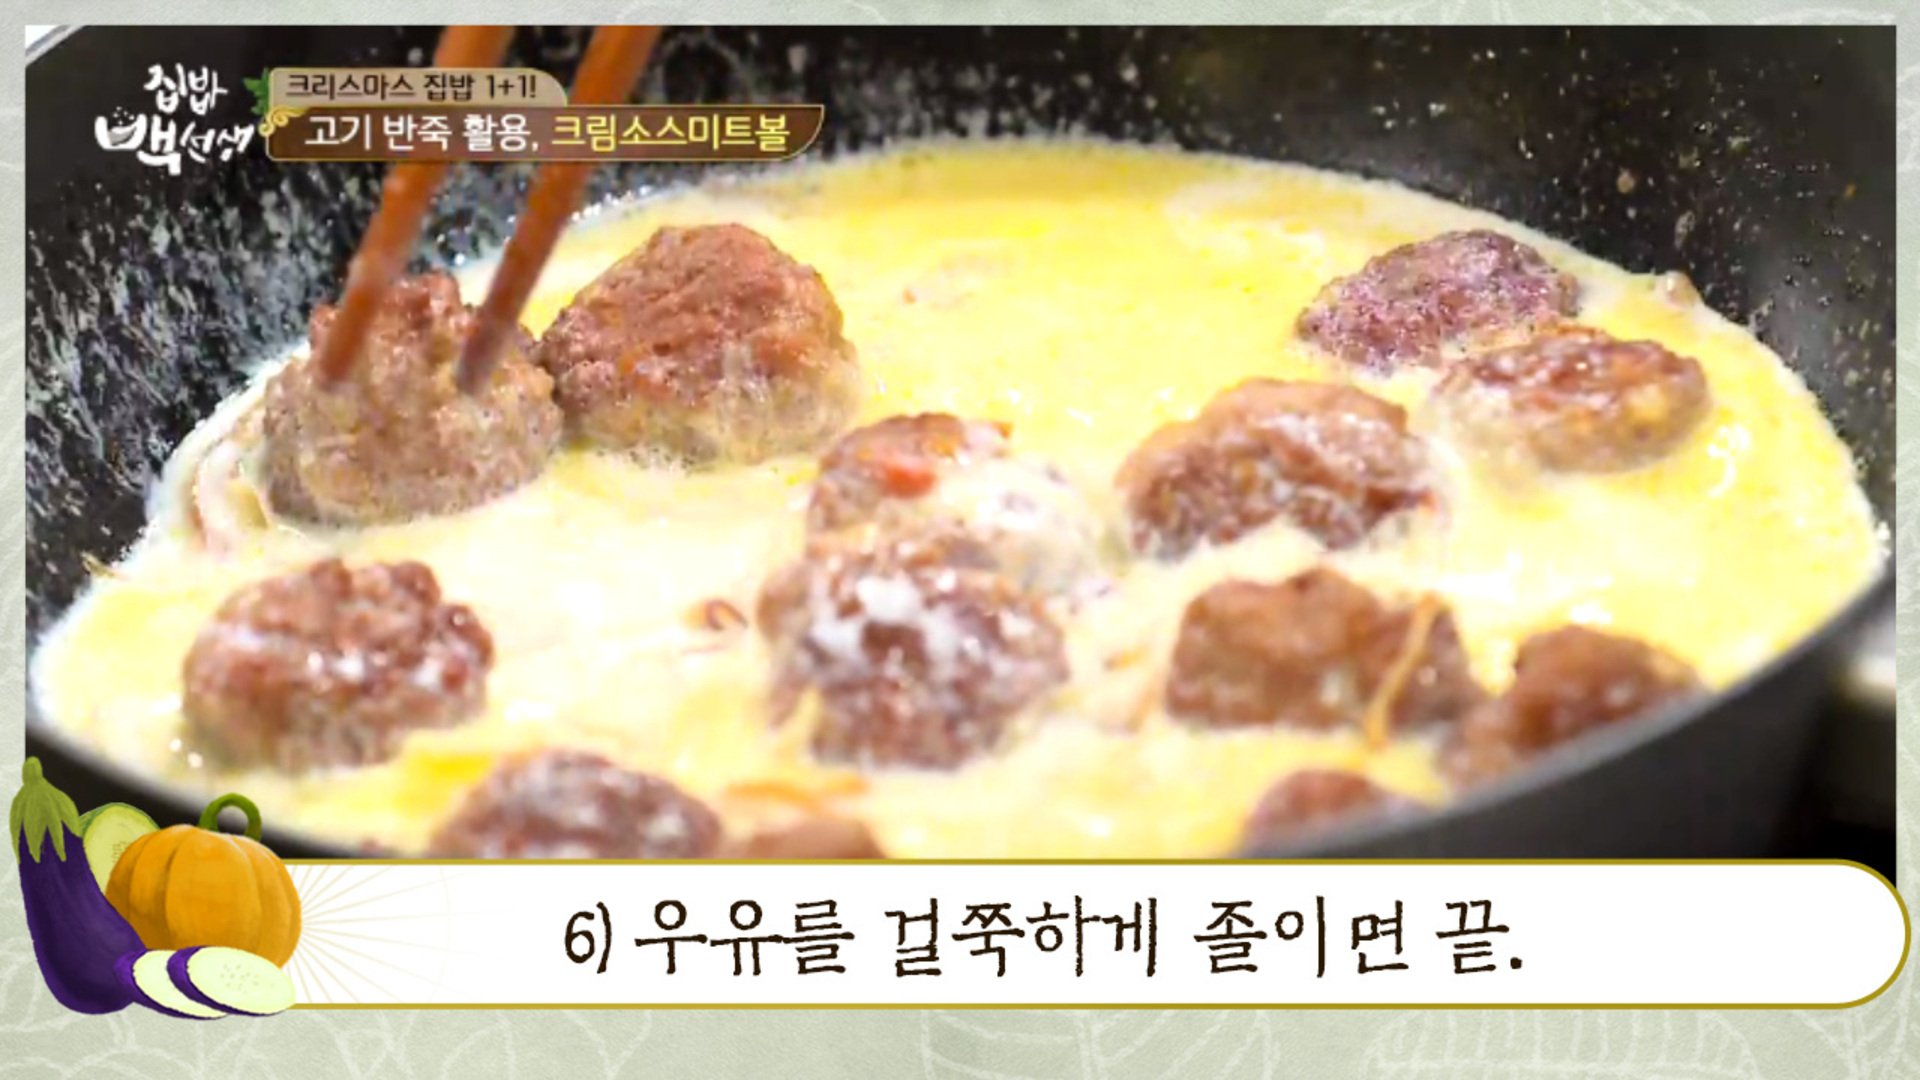 집밥
백선생
크리스마스 집밥 1+1!
고기 반죽 활용, 크림소스미트볼
6) 우유를 걸쭉하게 졸이면 끝.